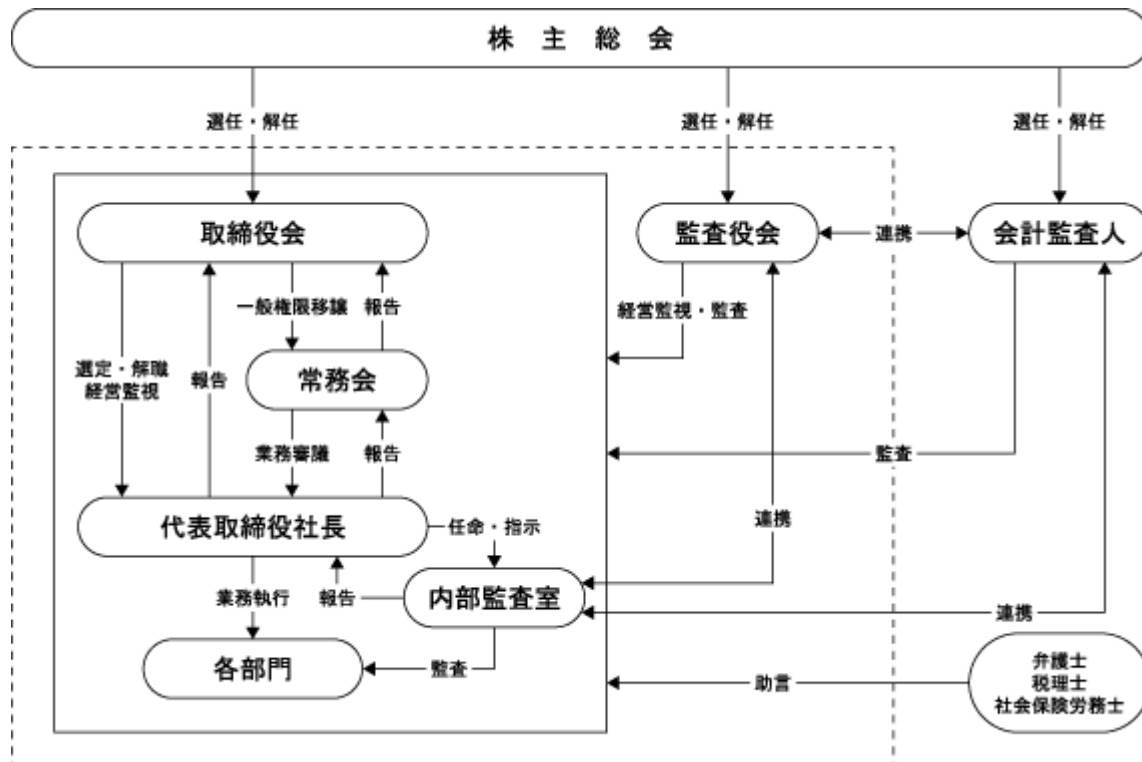 株主総会
選任・解任
選任・解任
選任・解任
取締役会
監査役会
連携
会計監査人
一般権限移譲
報告
経営監視・監査
選定・解職
経営監視
報告
常務会
業務審議
報告
監査
代表取締役社長
任命・指示
連携
業務執行
報告
内部監査室
連携
各部門
監査
助言
弁護士
税理士
社会保険労務士